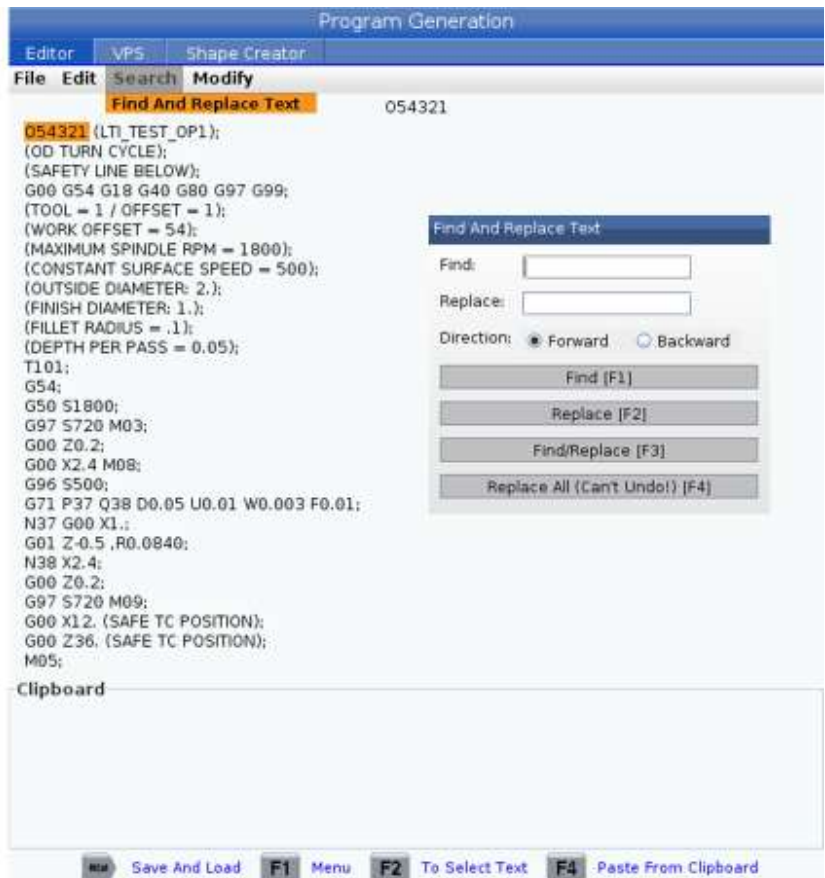 Program Generation
Editor VPS Shape Creator
File Edit Search Modify
Find And Replace Text
O54321
O54321 (LTI_TEST_OP1);
(OD TURN CYCLE);
(SAFETY LINE BELOW);
G00 G54 G18 G40 G80 G97 G99;
(TOOL = 1 / OFFSET = 1);
(WORK OFFSET = 54);
(MAXIMUM SPINDLE RPM = 1800);
(CONSTANT SURFACE SPEED = 500);
(OUTSIDE DIAMETER: 2.);
(FINISH DIAMETER: 1.);
(FILLET RADIUS = .1);
(DEPTH PER PASS = 0.05);
T101;
G54;
G50 S1800;
G97 S720 M03;
G00 Z0.2;
G00 X2.4 M08;
G96 S500;
G71 P37 Q38 D0.05 U0.01 W0.003 F0.01;
N37 G00 X1.;
G01 Z-0.5 ,R0.0840;
N38 X2.4;
G00 Z0.2;
G97 S720 M09;
G00 X12. (SAFE TC POSITION);
G00 Z36. (SAFE TC POSITION);
M05;
Find And Replace Text
Find:
Replace:
Direction: Forward Backward
Find [F1]
Replace [F2]
Find/Replace [F3]
Replace All (Can't Undo!) [F4]
Clipboard
Save And Load F1 Menu F2 To Select Text F4 Paste From Clipboard